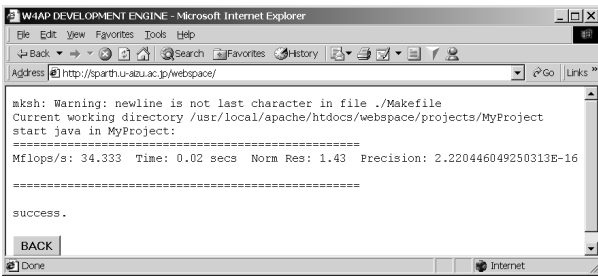 W4AP DEVELOPMENT ENGINE - Microsoft Internet Explorer
File Edit View Favorites Tools Help
Back Search Favorites History
Address http://sparth.u-aizu.ac.jp/webspace/ Go Links »
mksh: Warning: newline is not last character in file ./Makefile
Current working directory /usr/local/apache/htdocs/webspace/projects/MyProject
start java in MyProject:
===================================================
Mflops/s: 34.333  Time: 0.02 secs  Norm Res: 1.43  Precision: 2.220446049250313E-16
===================================================
success.
BACK
Done Internet